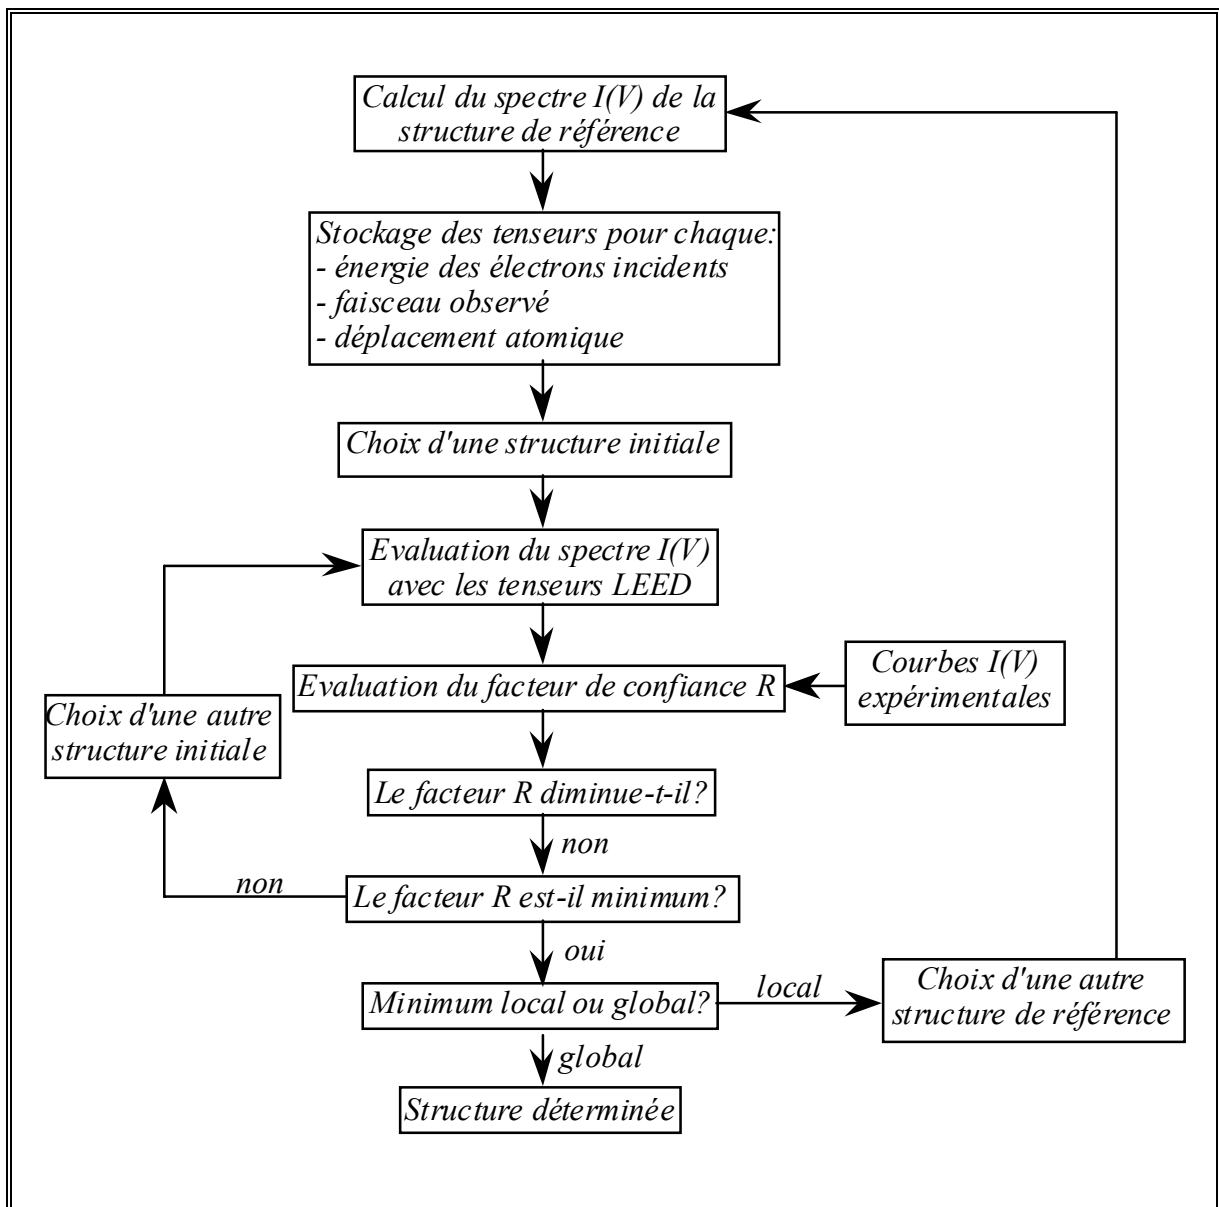 Calcul du spectre I(V) de la
structure de référence
Stockage des tenseurs pour chaque:
- énergie des électrons incidents
- faisceau observé
- déplacement atomique
Choix d'une structure initiale
Evaluation du spectre I(V)
avec les tenseurs LEED
Evaluation du facteur de confiance R
Courbes I(V)
expérimentales
Choix d'une autre
structure initiale
Le facteur R diminue-t-il?
non
non
Le facteur R est-il minimum?
oui
Minimum local ou global?
local
Choix d'une autre
structure de référence
global
Structure déterminée